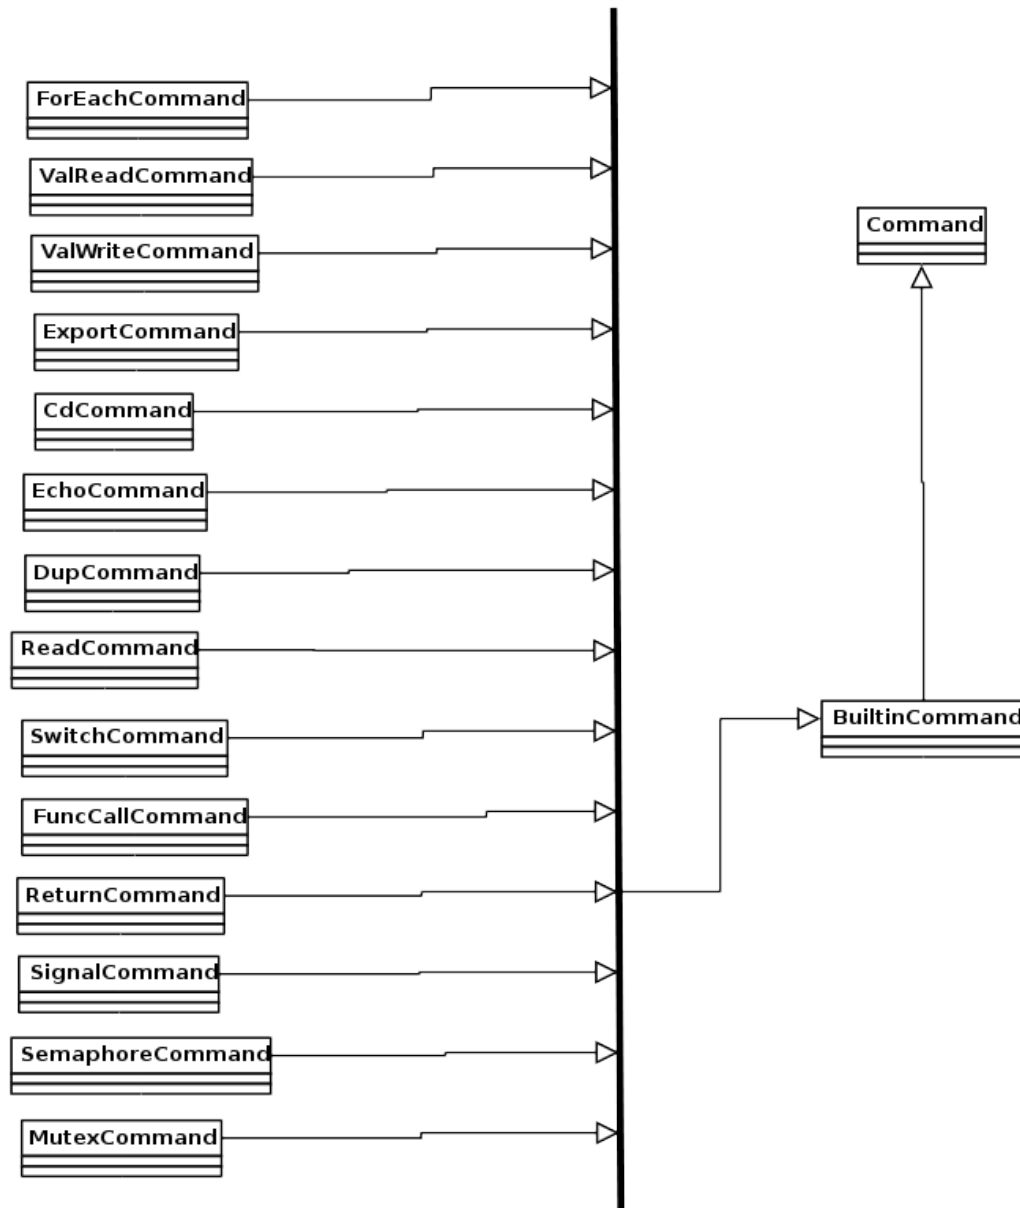 ForEachCommand
ValReadCommand
ValWriteCommand
ExportCommand
CdCommand
EchoCommand
DupCommand
ReadCommand
SwitchCommand
FuncCallCommand
ReturnCommand
SignalCommand
SemaphoreCommand
MutexCommand
Command
BuiltinCommand